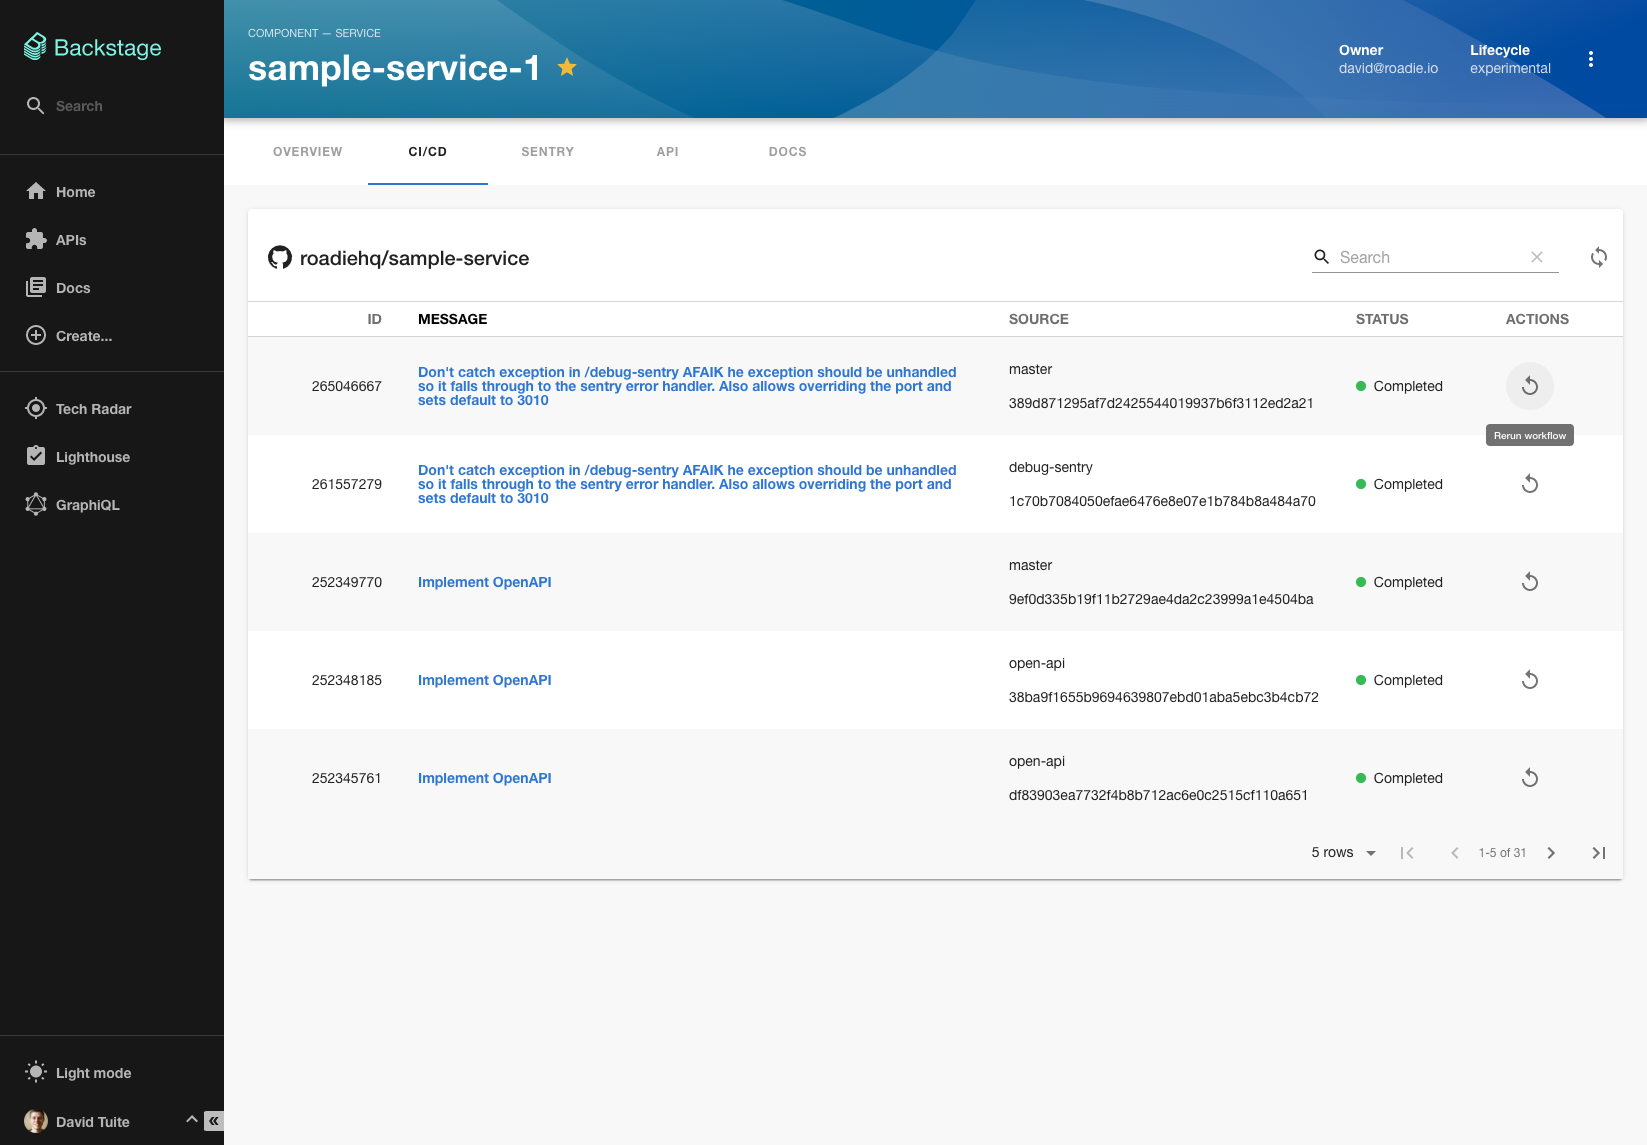 Backstage
Search
Home
APIs
Docs
Create...
Tech Radar
Lighthouse
GraphiQL
Light mode
David Tuite
«
COMPONENT — SERVICE
sample-service-1
Owner
david@roadie.io
Lifecycle
experimental
OVERVIEW
CI/CD
SENTRY
API
DOCS
roadiehq/sample-service
Search
ID MESSAGE SOURCE STATUS ACTIONS
265046667
Don't catch exception in /debug-sentry AFAIK he exception should be unhandled
so it falls through to the sentry error handler. Also allows overriding the port and
sets default to 3010
master
389d871295af7d2425544019937b6f3112ed2a21
Completed
Rerun workflow
261557279
Don't catch exception in /debug-sentry AFAIK he exception should be unhandled
so it falls through to the sentry error handler. Also allows overriding the port and
sets default to 3010
debug-sentry
1c70b7084050efae6476e8e07e1b784b8a484a70
Completed
252349770
Implement OpenAPI
master
9ef0d335b19f11b2729ae4da2c23999a1e4504ba
Completed
252348185
Implement OpenAPI
open-api
38ba9f1655b9694639807ebd01aba5ebc3b4cb72
Completed
252345761
Implement OpenAPI
open-api
df83903ea7732f4b8b712ac6e0c2515cf110a651
Completed
5 rows
1-5 of 31